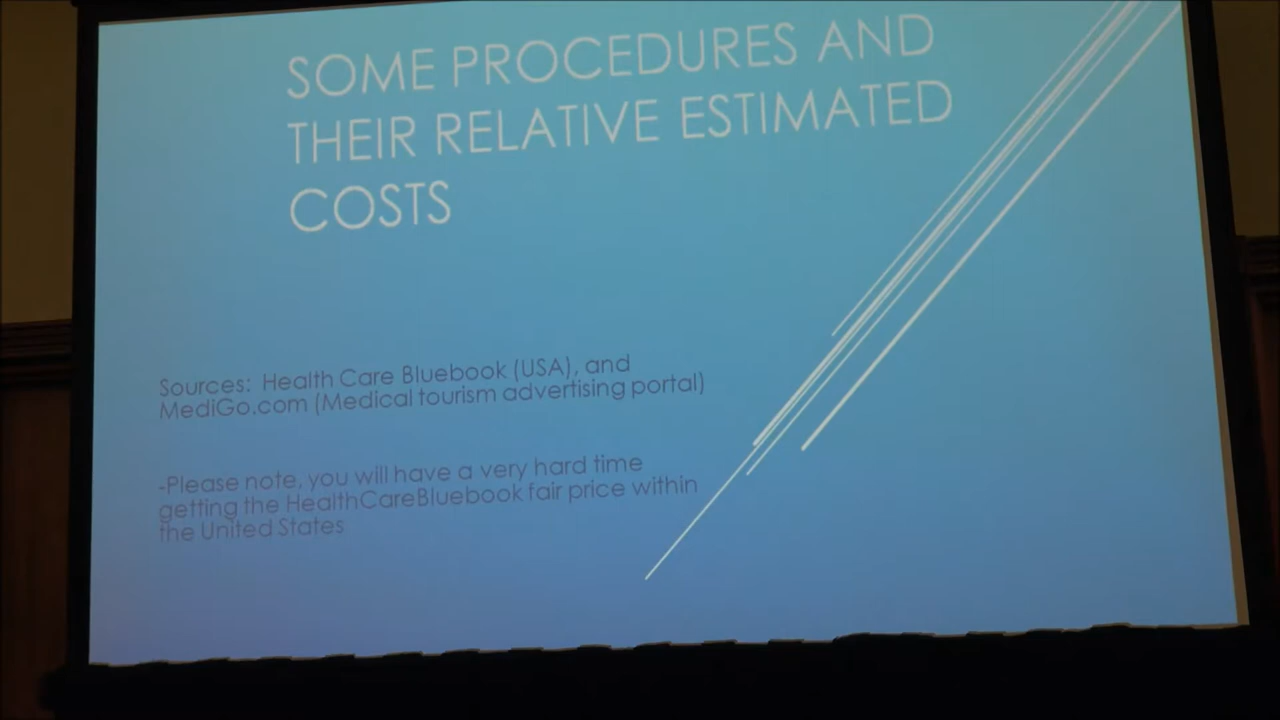 SOME PROCEDURES AND
THEIR RELATIVE ESTIMATED
COSTS
Sources: Health Care Bluebook (USA), and
MediGo.com (Medical tourism advertising portal)
-Please note, you will have a very hard time
getting the HealthCareBluebook fair price within
the United States